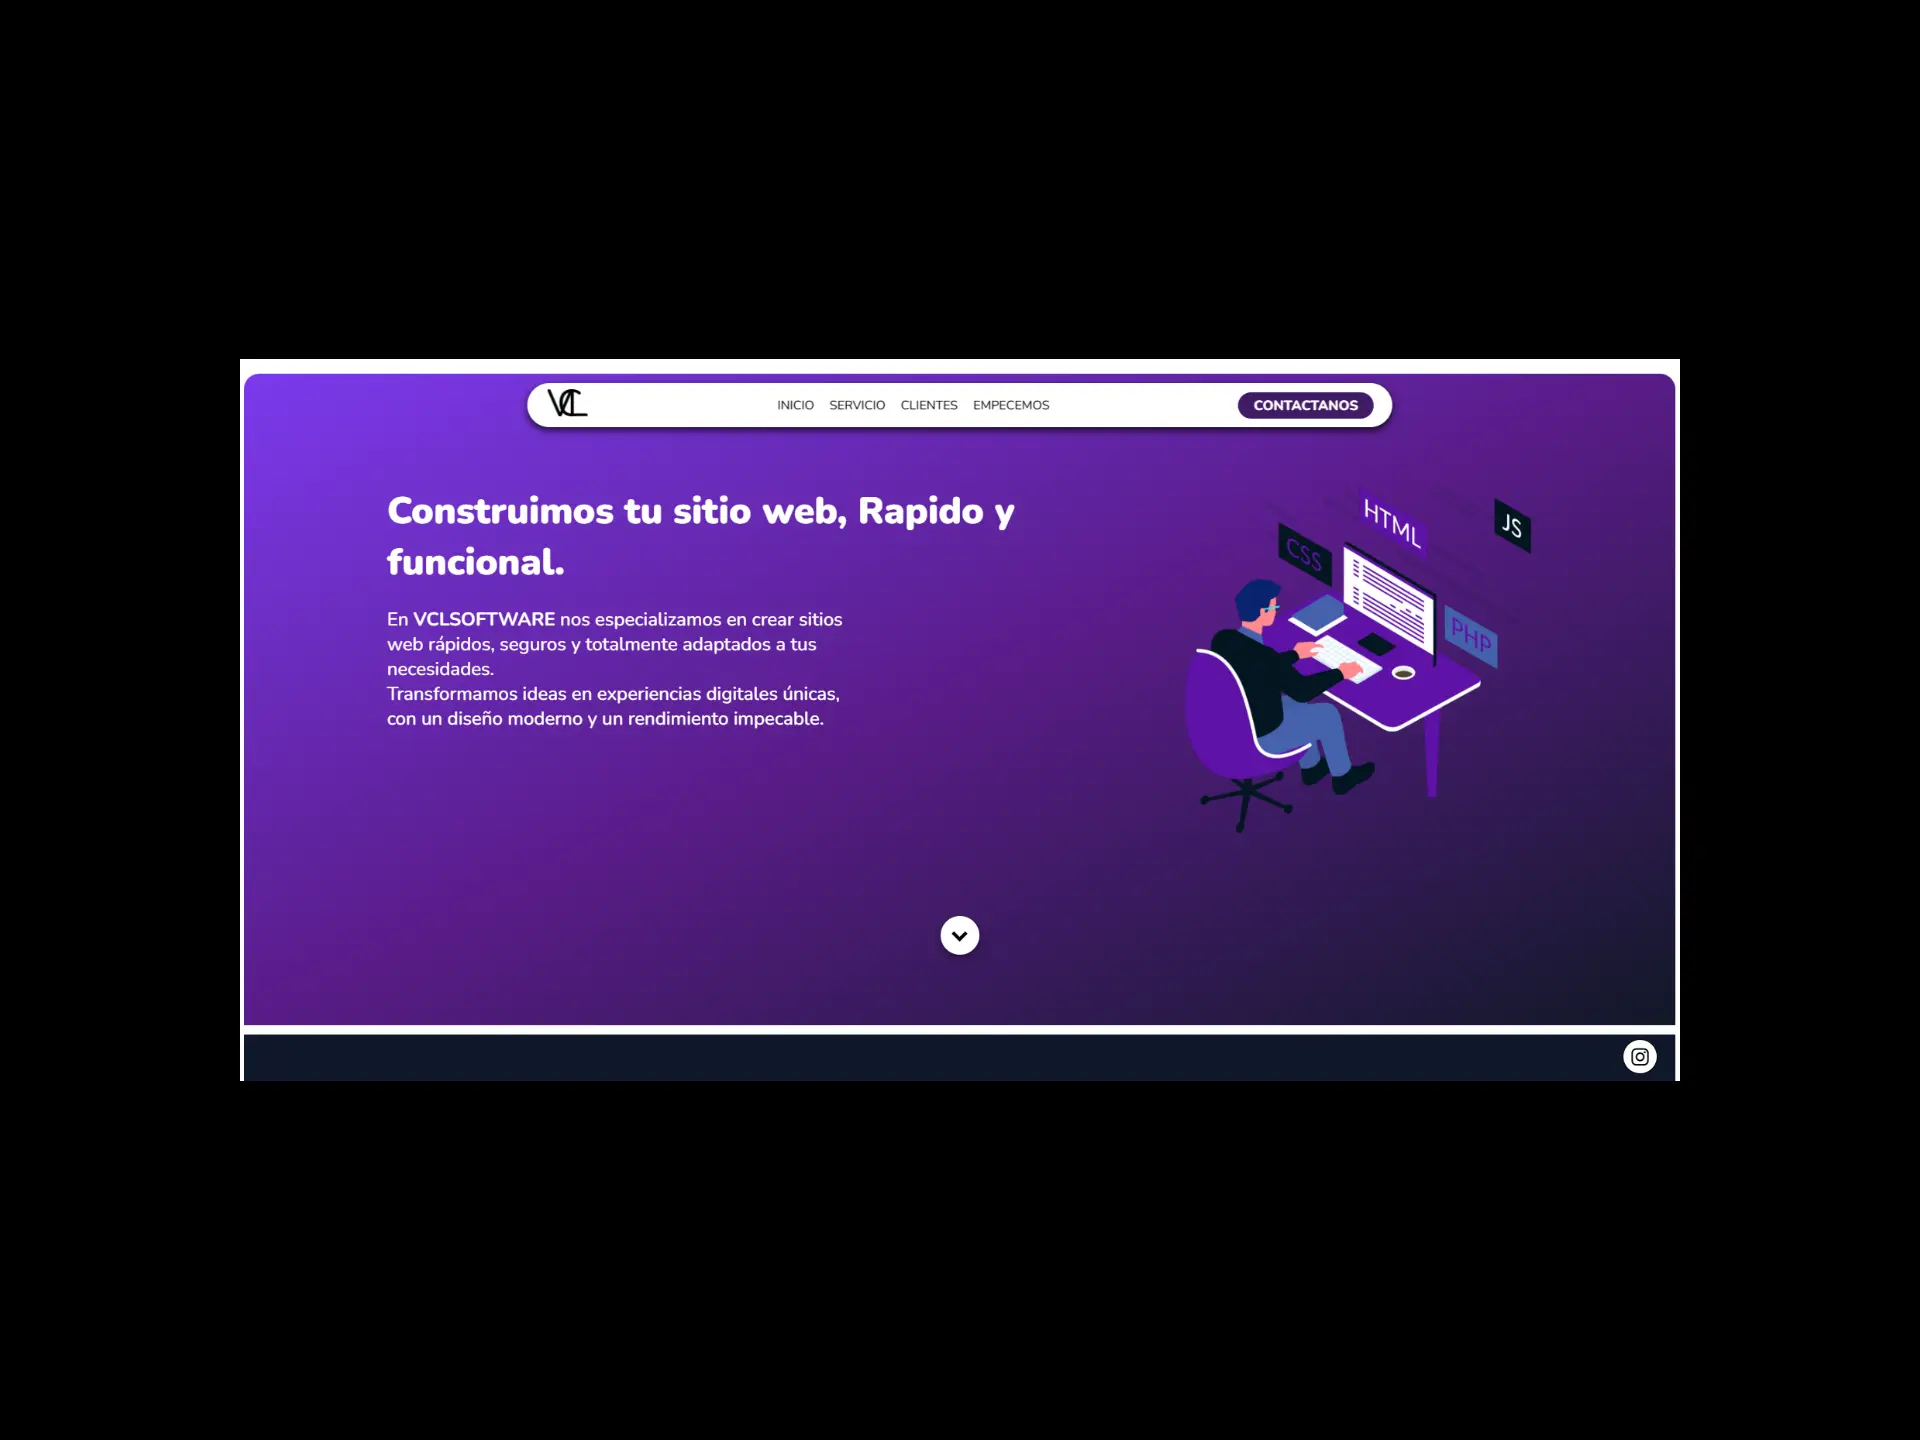 VCL
INICIO SERVICIO CLIENTES EMPECEMOS
CONTACTANOS
Construimos tu sitio web, Rapido y
funcional.
En VCLSOFTWARE nos especializamos en crear sitios
web rápidos, seguros y totalmente adaptados a tus
necesidades.
Transformamos ideas en experiencias digitales únicas,
con un diseño moderno y un rendimiento impecable.
HTML
JS
CSS
PHP